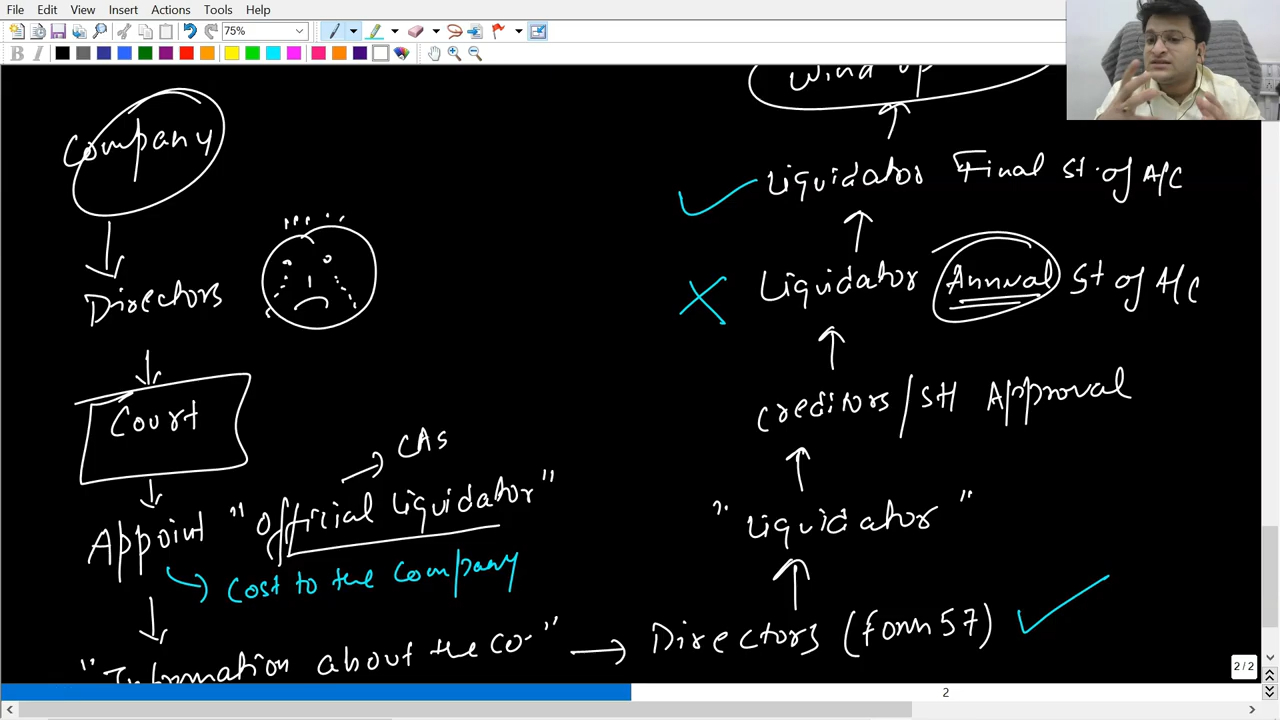 File Edit View Insert Actions Tools Help
75%
B I
Company
Directors
Court
CAs
Appoint "Official Liquidator"
Cost to the Company
"Information about the co-" → Directors (Form 57)
"Liquidator"
Creditors/SH Approval
Liquidator Annual St of A/C
Liquidator Final St. of A/C
Wind up
2/2
2